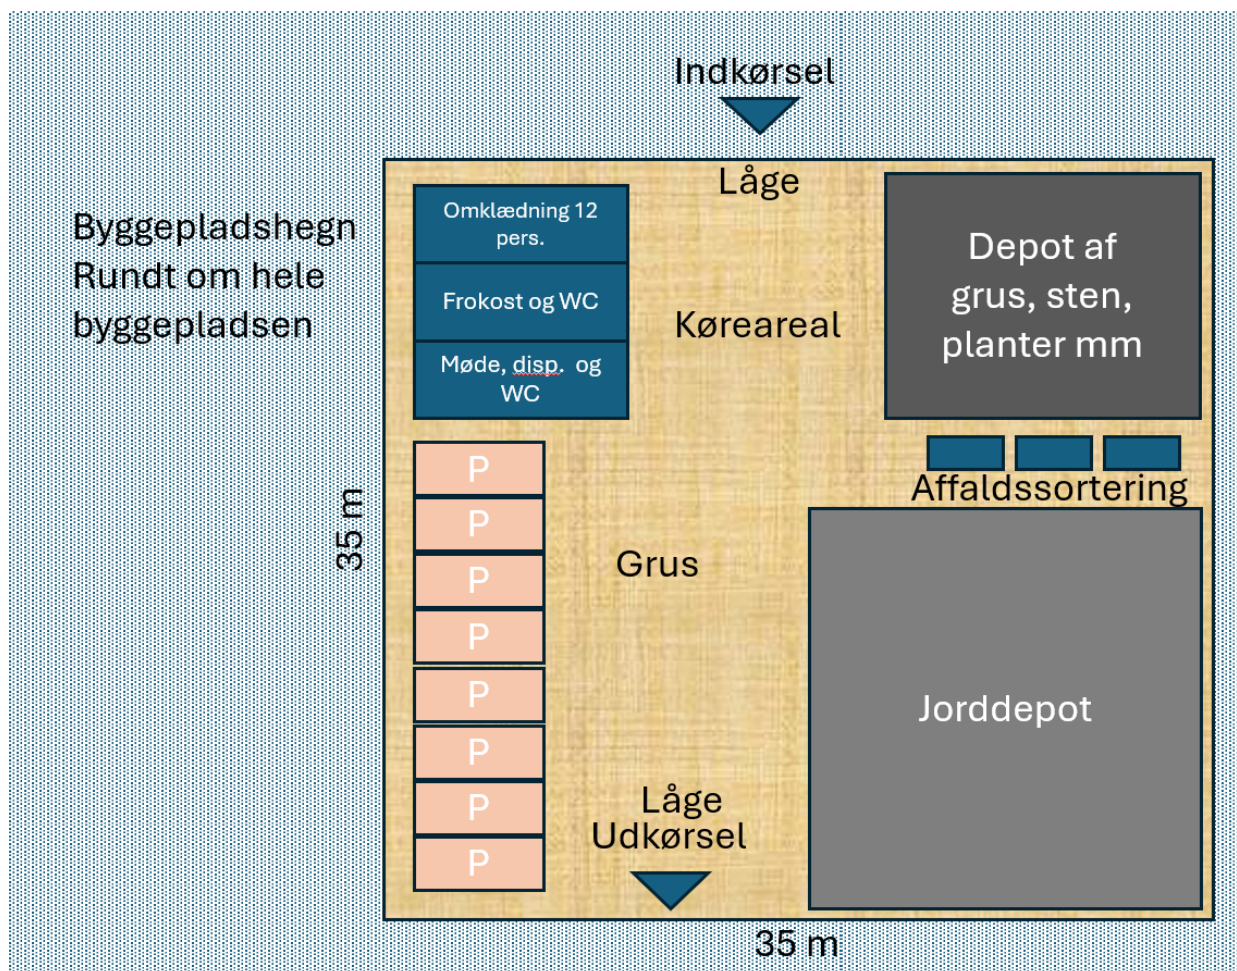 Indkørsel
Låge
Byggepladshegn
Rundt om hele
byggepladsen
Omklædning 12
pers.
Frokost og WC
Møde, disp. og
WC
Køreareal
Depot af
grus, sten,
planter mm
Affaldssortering
P
P
P
P
P
P
P
P
35 m
Grus
Jorddepot
Låge
Udkørsel
35 m